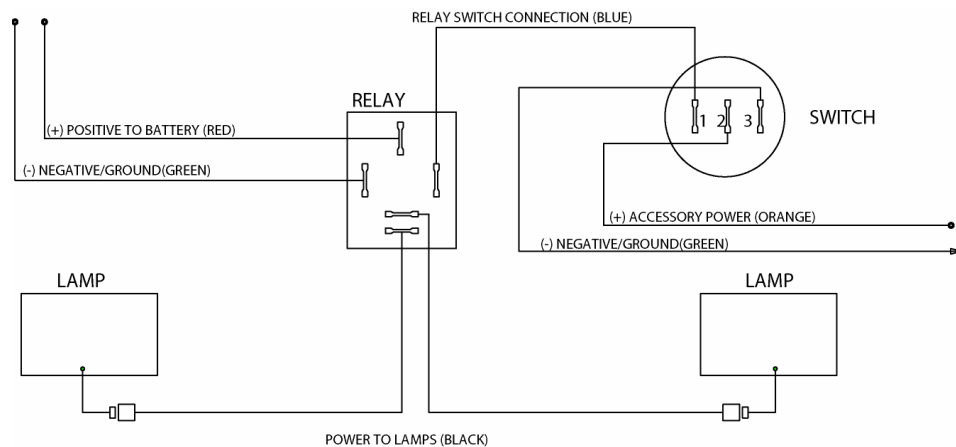 RELAY SWITCH CONNECTION (BLUE)
RELAY
SWITCH
1 2 3
(+) POSITIVE TO BATTERY (RED)
(-) NEGATIVE/GROUND(GREEN)
(+) ACCESSORY POWER (ORANGE)
(-) NEGATIVE/GROUND(GREEN)
LAMP
LAMP
POWER TO LAMPS (BLACK)